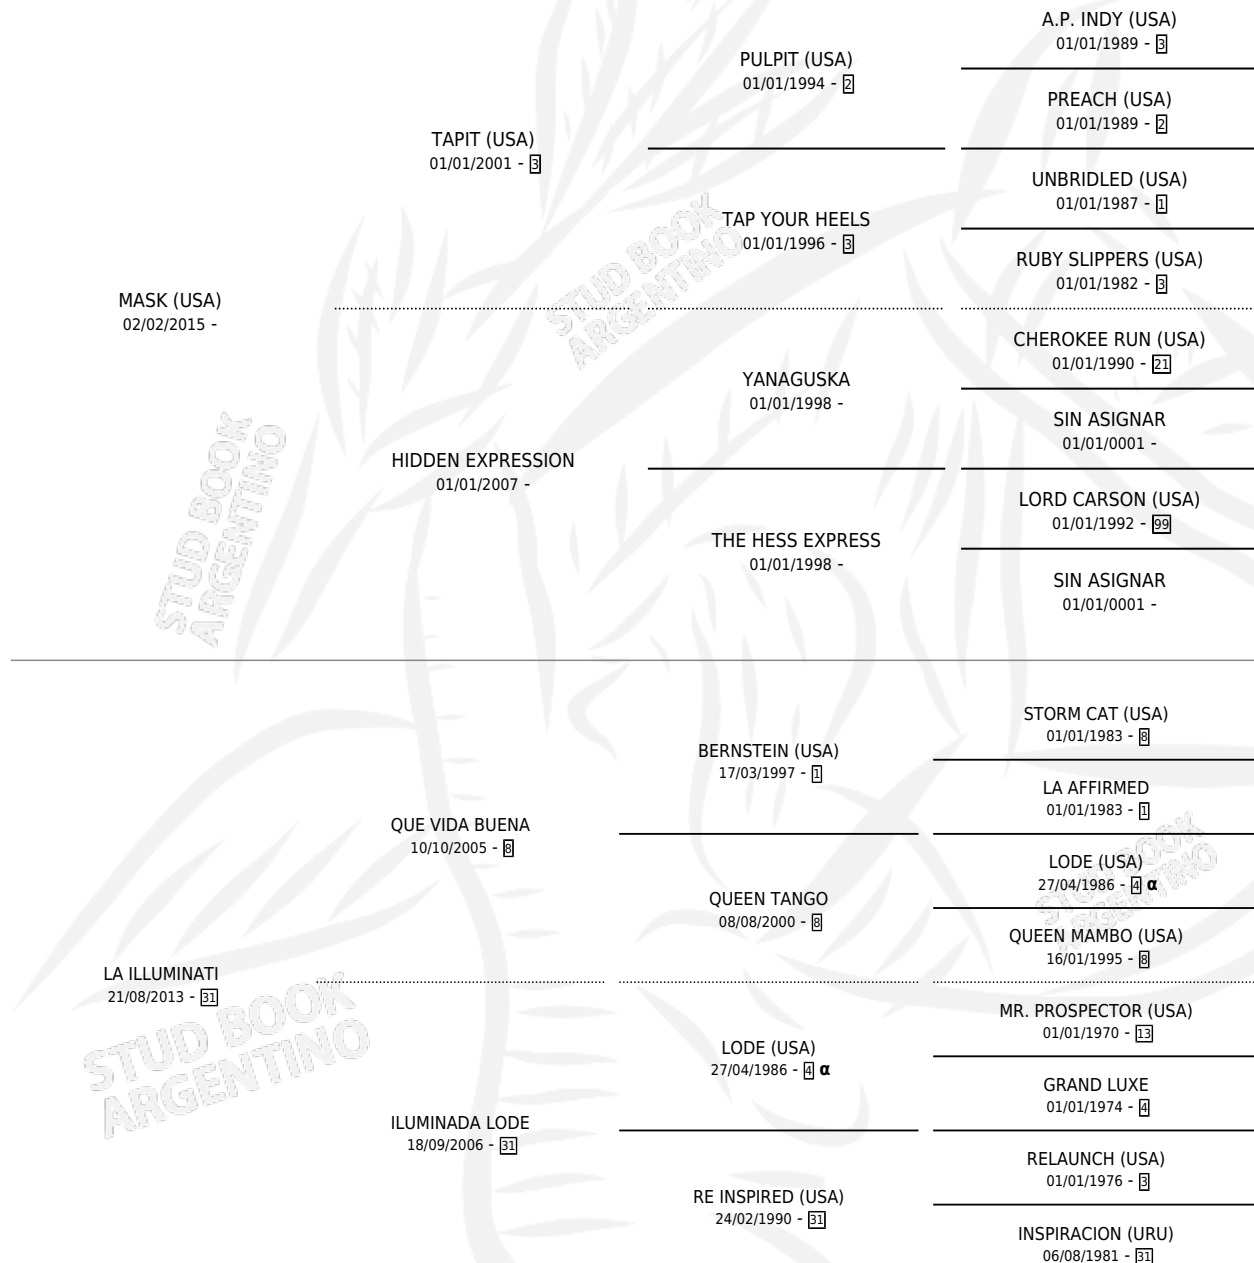 A.P. INDY (USA)
01/01/1989 - 3
PULPIT (USA)
01/01/1994 - 2
PREACH (USA)
01/01/1989 - 2
TAPIT (USA)
01/01/2001 - 3
UNBRIDLED (USA)
01/01/1987 - 1
TAP YOUR HEELS
01/01/1996 - 3
RUBY SLIPPERS (USA)
01/01/1982 - 3
MASK (USA)
02/02/2015 -
CHEROKEE RUN (USA)
01/01/1990 - 21
YANAGUSKA
01/01/1998 -
SIN ASIGNAR
01/01/0001 -
HIDDEN EXPRESSION
01/01/2007 -
LORD CARSON (USA)
01/01/1992 - 99
THE HESS EXPRESS
01/01/1998 -
SIN ASIGNAR
01/01/0001 -
STUD BOOK
ARGENTINO
STUD BOOK
ARGENTINO
STORM CAT (USA)
01/01/1983 - 8
BERNSTEIN (USA)
17/03/1997 - 1
LA AFFIRMED
01/01/1983 - 1
QUE VIDA BUENA
10/10/2005 - 8
LODE (USA)
27/04/1986 - 4 α
QUEEN TANGO
08/08/2000 - 8
QUEEN MAMBO (USA)
16/01/1995 - 8
STUD BOOK
ARGENTINO
LA ILLUMINATI
21/08/2013 - 31
MR. PROSPECTOR (USA)
01/01/1970 - 13
LODE (USA)
27/04/1986 - 4 α
GRAND LUXE
01/01/1974 - 4
ILUMINADA LODE
18/09/2006 - 31
RELAUNCH (USA)
01/01/1976 - 3
RE INSPIRED (USA)
24/02/1990 - 31
INSPIRACION (URU)
06/08/1981 - 31
STUD BOOK
ARGENTINO